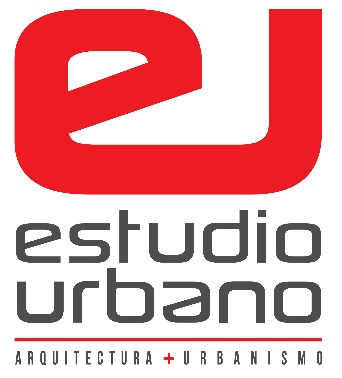 eu
estudio
urbano
ARQUITECTURA + URBANISMO